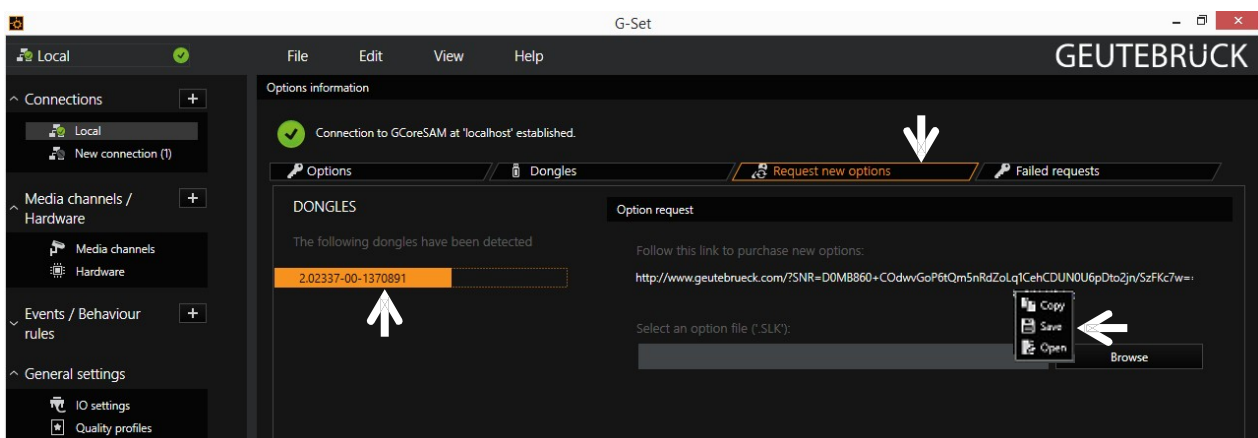 G-Set
Local
File Edit View Help
GEUTEBRÜCK
Connections +
Local
New connection (1)
Media channels / +
Hardware
Media channels
Hardware
Events / Behaviour +
rules
General settings
IO settings
Quality profiles
Options information
Connection to GCoreSAM at 'localhost' established.
Options Dongles Request new options Failed requests
DONGLES
The following dongles have been detected
2.02337-00-1370891
Option request
Follow this link to purchase new options:
http://www.geutebrueck.com/?SNR=D0MB860+COdwvGoP6tQm5nRdZoLq1CehCDUN0U6pDto2jn/SzFKc7w=
Copy
Save
Open
Select an option file ('.SLK'):
Browse